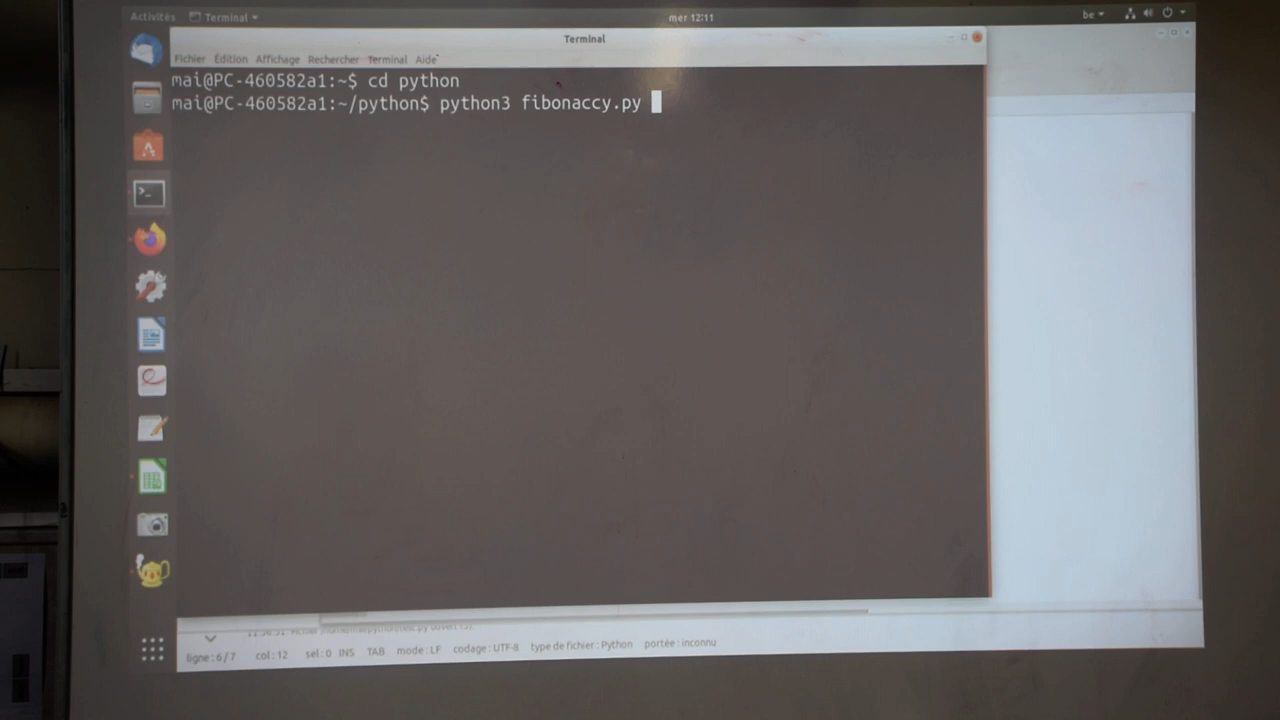 Activités Terminal mer 12:11 be
Terminal
Fichier Édition Affichage Rechercher Terminal Aide
mai@PC-460582a1:~$ cd python
mai@PC-460582a1:~/python$ python3 fibonaccy.py
ligne : 6 / 7 col : 12 sel : 0 INS TAB mode : LF codage : UTF-8 type de fichier : Python portée : inconnu